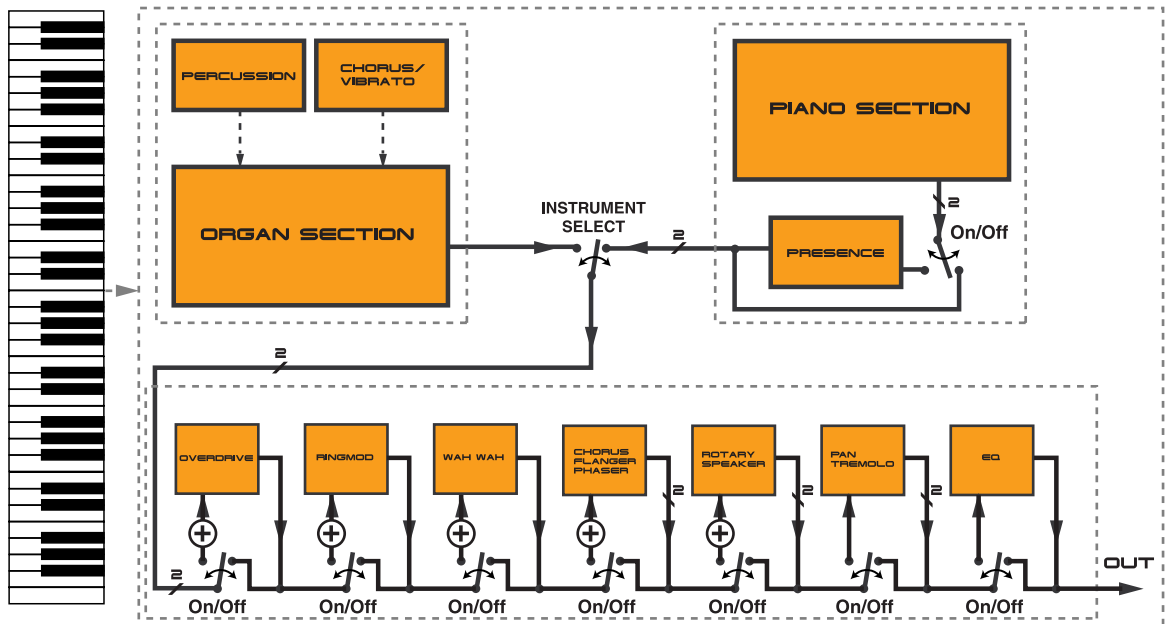 PERCUSSION
CHORUS/
VIBRATO
ORGAN SECTION
INSTRUMENT
SELECT
2
PIANO SECTION
2
On/Off
PRESENCE
2
OVERDRIVE
RINGMOD
WAH WAH
CHORUS
FLANGER
PHASER
2
ROTARY
SPEAKER
2
PAN
TREMOLO
2
EQ
+
+
+
+
+
2
OUT
On/Off
On/Off
On/Off
On/Off
On/Off
On/Off
On/Off